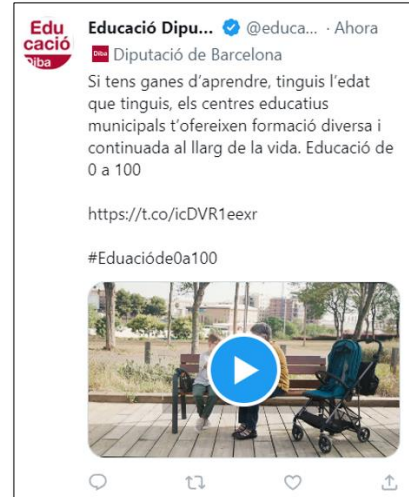 Edu
cació
Diba
Educació Dipu... @educa... · Ahora
Diba Diputació de Barcelona
Si tens ganes d'aprendre, tinguis l'edat
que tinguis, els centres educatius
municipals t'ofereixen formació diversa i
continuada al llarg de la vida. Educació de
0 a 100
https://t.co/icDVR1eexr
#Eduacióde0a100